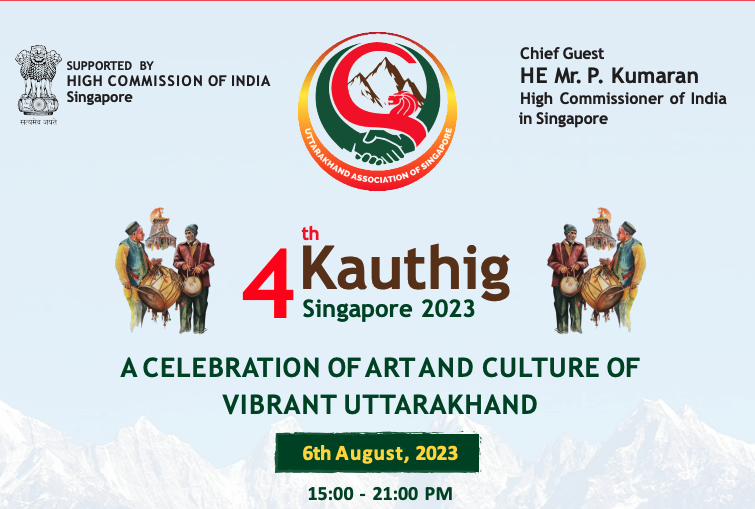 SUPPORTED BY
HIGH COMMISSION OF INDIA
Singapore
सत्यमेव जयते
UTTARAKHAND ASSOCIATION OF SINGAPORE
Chief Guest
HE Mr. P. Kumaran
High Commissioner of India
in Singapore
4th Kauthig
Singapore 2023
A CELEBRATION OF ART AND CULTURE OF
VIBRANT UTTARAKHAND
6th August, 2023
15:00 - 21:00 PM